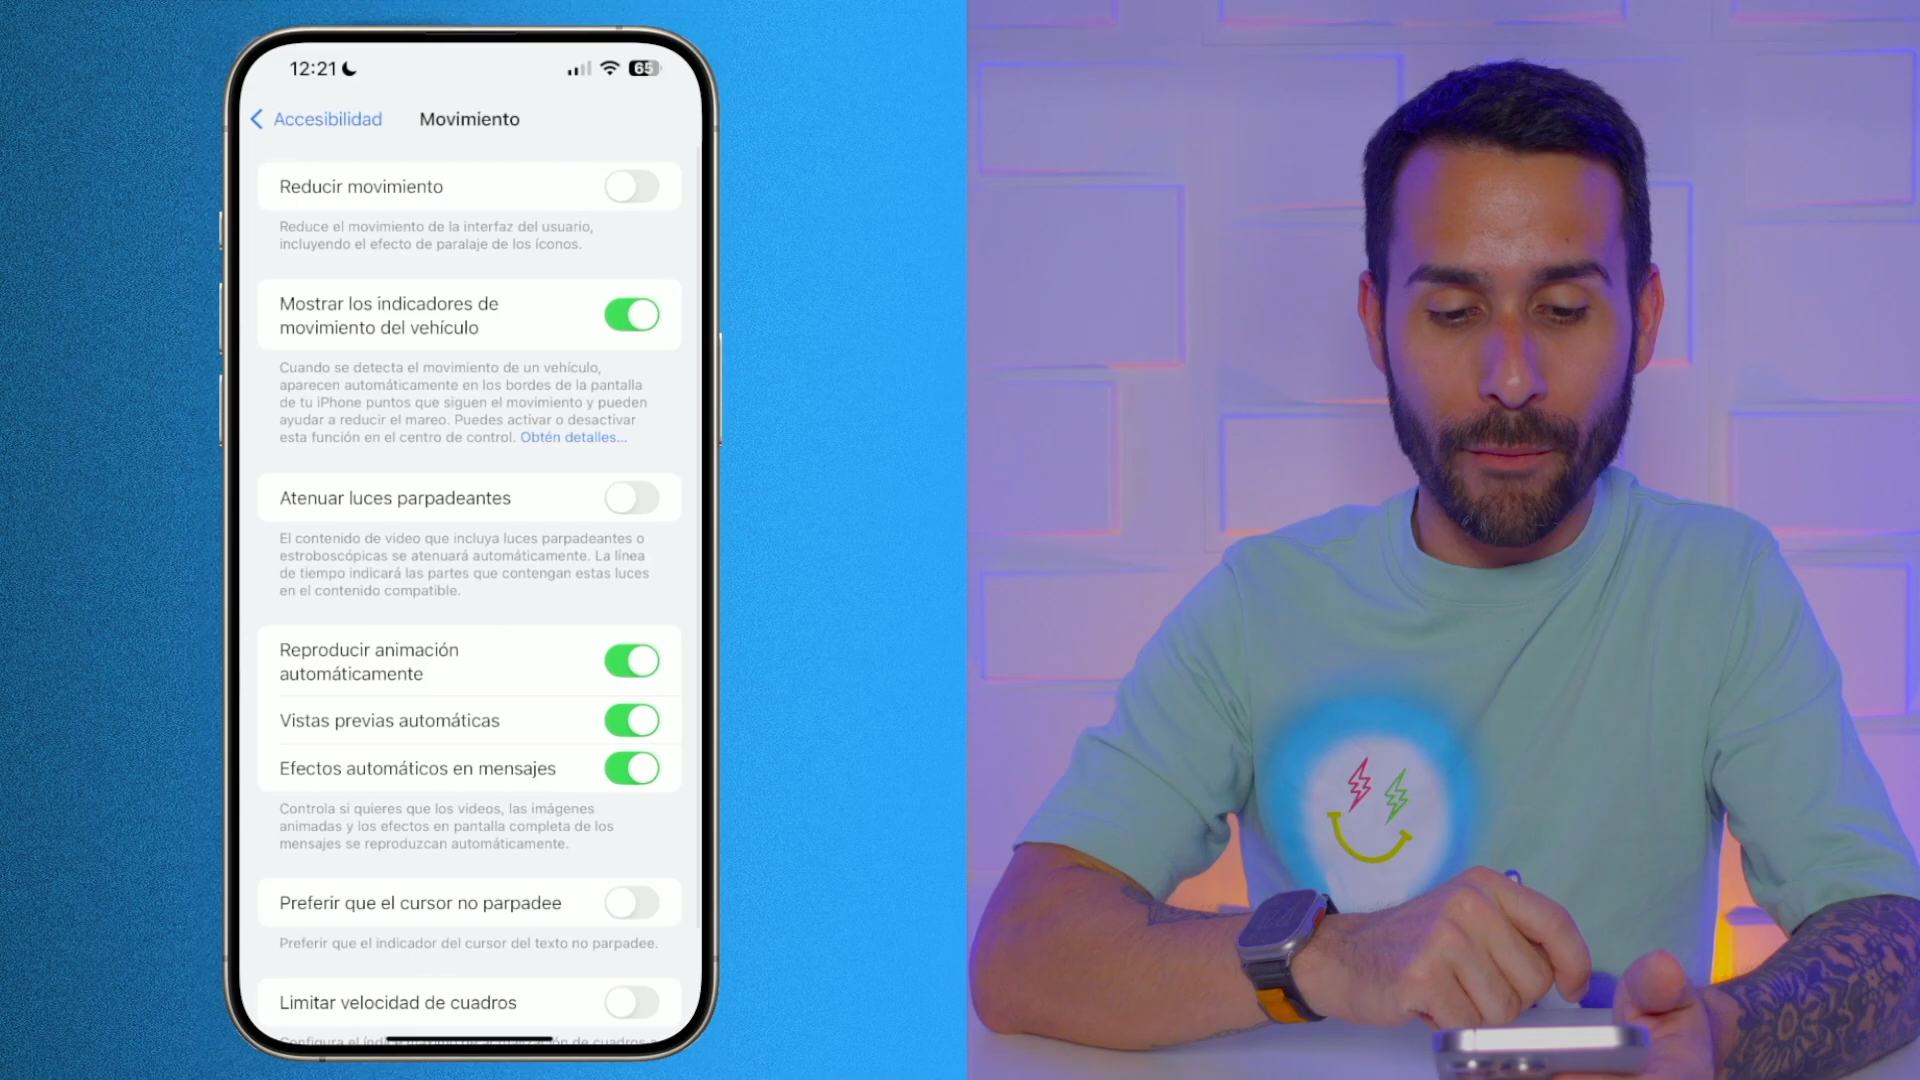 12:21
65
Accesibilidad
Movimiento
Reducir movimiento
Reduce el movimiento de la interfaz del usuario,
incluyendo el efecto de paralaje de los íconos.
Mostrar los indicadores de
movimiento del vehículo
Cuando se detecta el movimiento de un vehículo,
aparecen automáticamente en los bordes de la pantalla
de tu iPhone puntos que siguen el movimiento y pueden
ayudar a reducir el mareo. Puedes activar o desactivar
esta función en el centro de control. Obtén detalles...
Atenuar luces parpadeantes
El contenido de video que incluya luces parpadeantes o
estroboscópicas se atenuará automáticamente. La línea
de tiempo indicará las partes que contengan estas luces
en el contenido compatible.
Reproducir animación
automáticamente
Vistas previas automáticas
Efectos automáticos en mensajes
Controla si quieres que los videos, las imágenes
animadas y los efectos en pantalla completa de los
mensajes se reproduzcan automáticamente.
Preferir que el cursor no parpadee
Preferir que el indicador del cursor del texto no parpadee.
Limitar velocidad de cuadros
Configura el ín de cuadros a